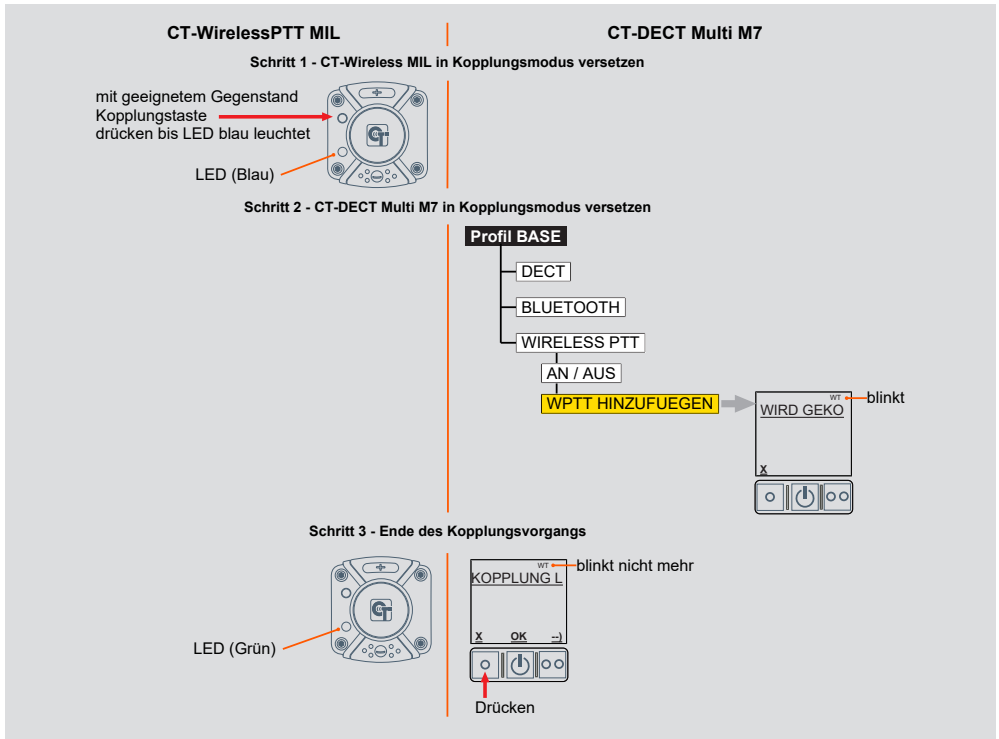 CT-WirelessPTT MIL
CT-DECT Multi M7
Schritt 1 - CT-Wireless MIL in Kopplungsmodus versetzen
mit geeignetem Gegenstand
Kopplungstaste
drücken bis LED blau leuchtet
LED (Blau)
Schritt 2 - CT-DECT Multi M7 in Kopplungsmodus versetzen
Profil BASE
DECT
BLUETOOTH
WIRELESS PTT
AN / AUS
WPTT HINZUFUEGEN
WT
blinkt
WIRD GEKO
X
Schritt 3 - Ende des Kopplungsvorgangs
LED (Grün)
WT
blinkt nicht mehr
KOPPLUNG L
X OK --)
Drücken